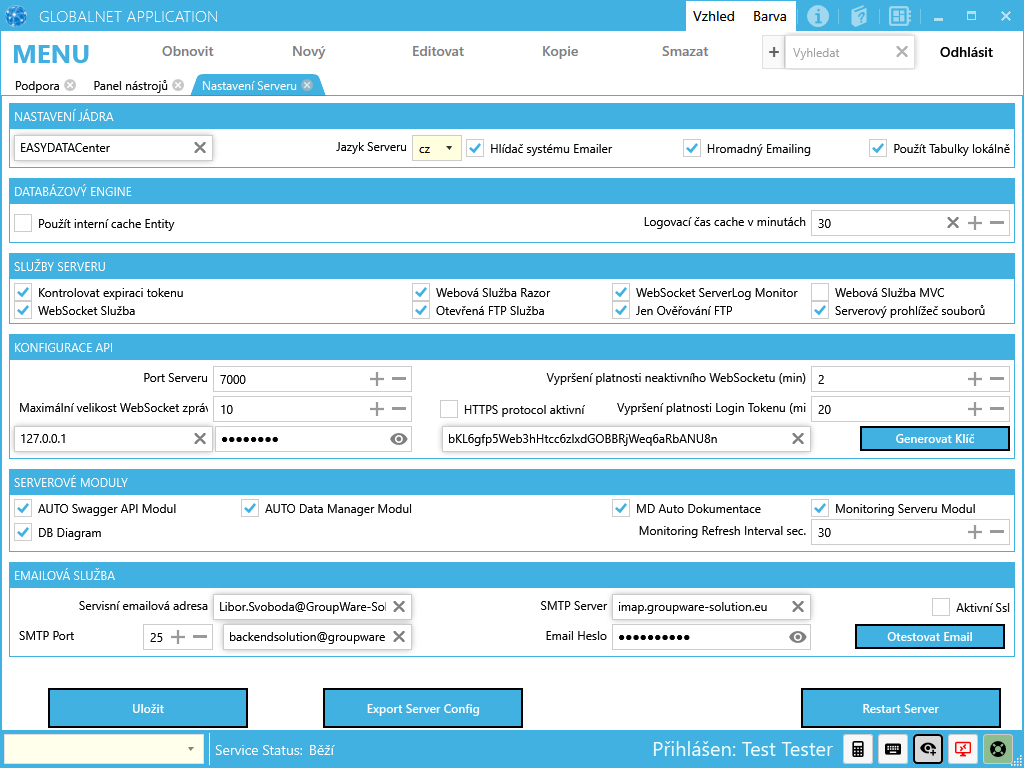 GLOBALNET APPLICATION
Vzhled Barva
MENU Obnovit Nový Editovat Kopie Smazat + Vyhledat Odhlásit
Podpora Panel nástrojů Nastavení Serveru
NASTAVENÍ JÁDRA
EASYDATACenter Jazyk Serveru cz Hlídač systému Emailer Hromadný Emailing Použít Tabulky lokálně
DATABÁZOVÝ ENGINE
Použít interní cache Entity Logovací čas cache v minutách 30
SLUŽBY SERVERU
Kontrolovat expiraci tokenu Webová Služba Razor WebSocket ServerLog Monitor Webová Služba MVC
WebSocket Služba Otevřená FTP Služba Jen Ověřování FTP Serverový prohlížeč souborů
KONFIGURACE API
Port Serveru 7000 Vypršení platnosti neaktivního WebSocketu (min) 2
Maximální velikost WebSocket zpráv 10 HTTPS protocol aktivní Vypršení platnosti Login Tokenu (mi 20
127.0.0.1 ●●●●●●●● bKL6gfp5Web3hHtcc6zlxdGOBBRjWeq6aRbANU8n Generovat Klíč
SERVEROVÉ MODULY
AUTO Swagger API Modul AUTO Data Manager Modul MD Auto Dokumentace Monitoring Serveru Modul
DB Diagram Monitoring Refresh Interval sec. 30
EMAILOVÁ SLUŽBA
Servisní emailová adresa Libor.Svoboda@GroupWare-Sol SMTP Server imap.groupware-solution.eu Aktivní Ssl
SMTP Port 25 backendsolution@groupware Email Heslo ●●●●●●●●●● Otestovat Email
Uložit Export Server Config Restart Server
Service Status: Běží Přihlášen: Test Tester